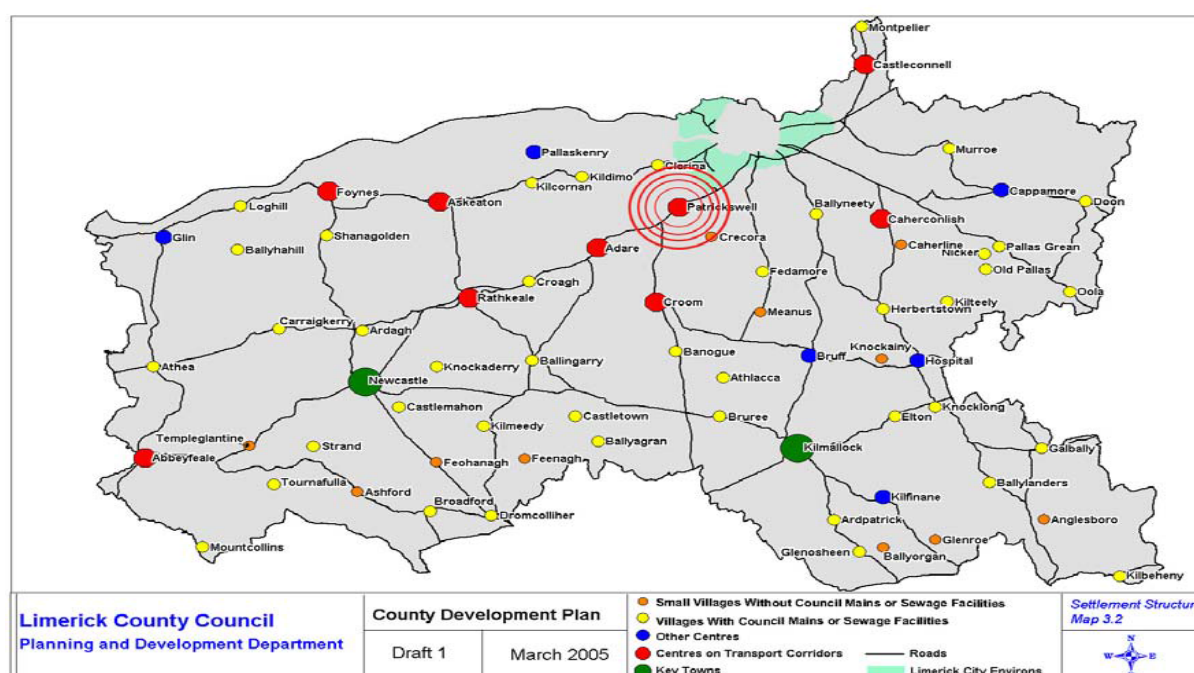 Montpelier
Castleconnell
Murroe
Pallaskenry
Clarina
Kildimo
Kilcornan
Cappamore
Doon
Foynes
Askeaton
Loghill
Patrickswell
Ballyneety
Caherconlish
Glin
Shanagolden
Ballyhahill
Crecora
Adare
Caherline
Pallas Grean
Nicker
Old Pallas
Fedamore
Croagh
Oola
Rathkeale
Croom
Kilteely
Herbertstown
Meanus
Carraigkerry
Ardagh
Banogue
Knockainy
Bruff
Hospital
Athea
Knockaderry
Ballingarry
Athlacca
Newcastle
Castlemahon
Castletown
Bruree
Elton
Knocklong
Kilmeedy
Templeglantine
Strand
Ballyagran
Kilmallock
Galbally
Abbeyfeale
Feohanagh
Feenagh
Tournafulla
Ashford
Broadford
Dromcolliher
Kilfinane
Ballylanders
Ardpatrick
Anglesboro
Mountcollins
Glenosheen
Glenroe
Ballyorgan
Kilbeheny
Limerick County Council
Planning and Development Department
County Development Plan
Draft 1
March 2005
Small Villages Without Council Mains or Sewage Facilities
Villages With Council Mains or Sewage Facilities
Other Centres
Centres on Transport Corridors
Key Towns
Roads
Limerick City Environs
Settlement Structure
Map 3.2
N
W E
S